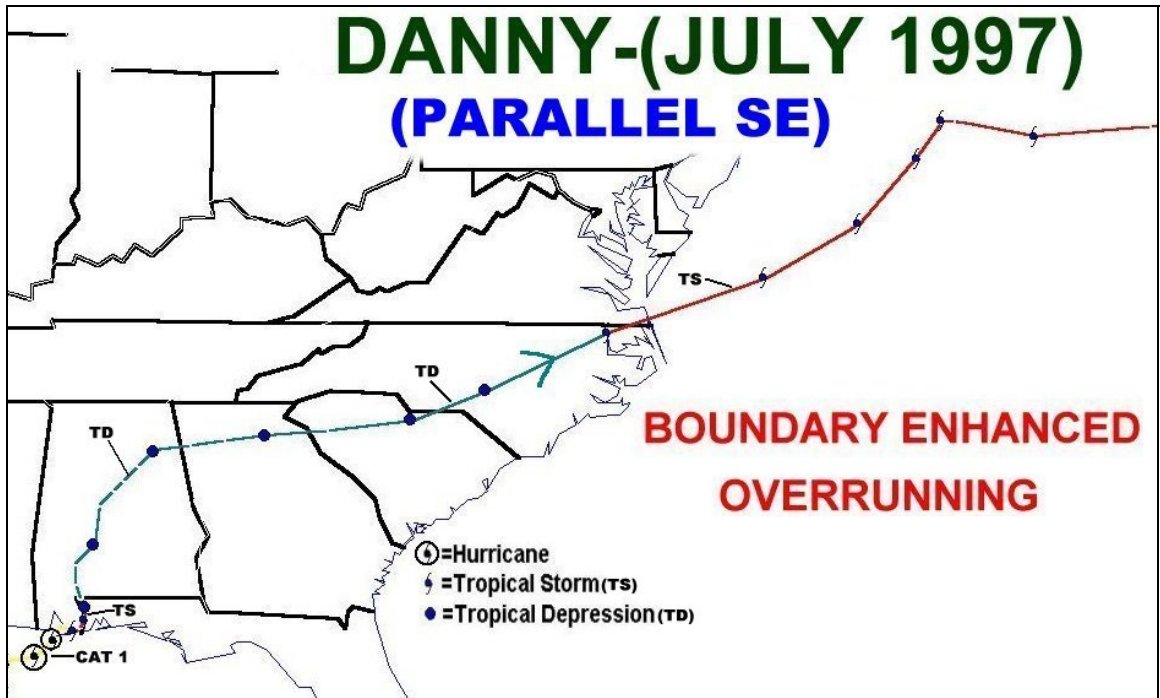 DANNY-(JULY 1997)
(PARALLEL SE)
TS
TD
TD
BOUNDARY ENHANCED
OVERRUNNING
=Hurricane
=Tropical Storm(TS)
=Tropical Depression(TD)
TS
CAT 1